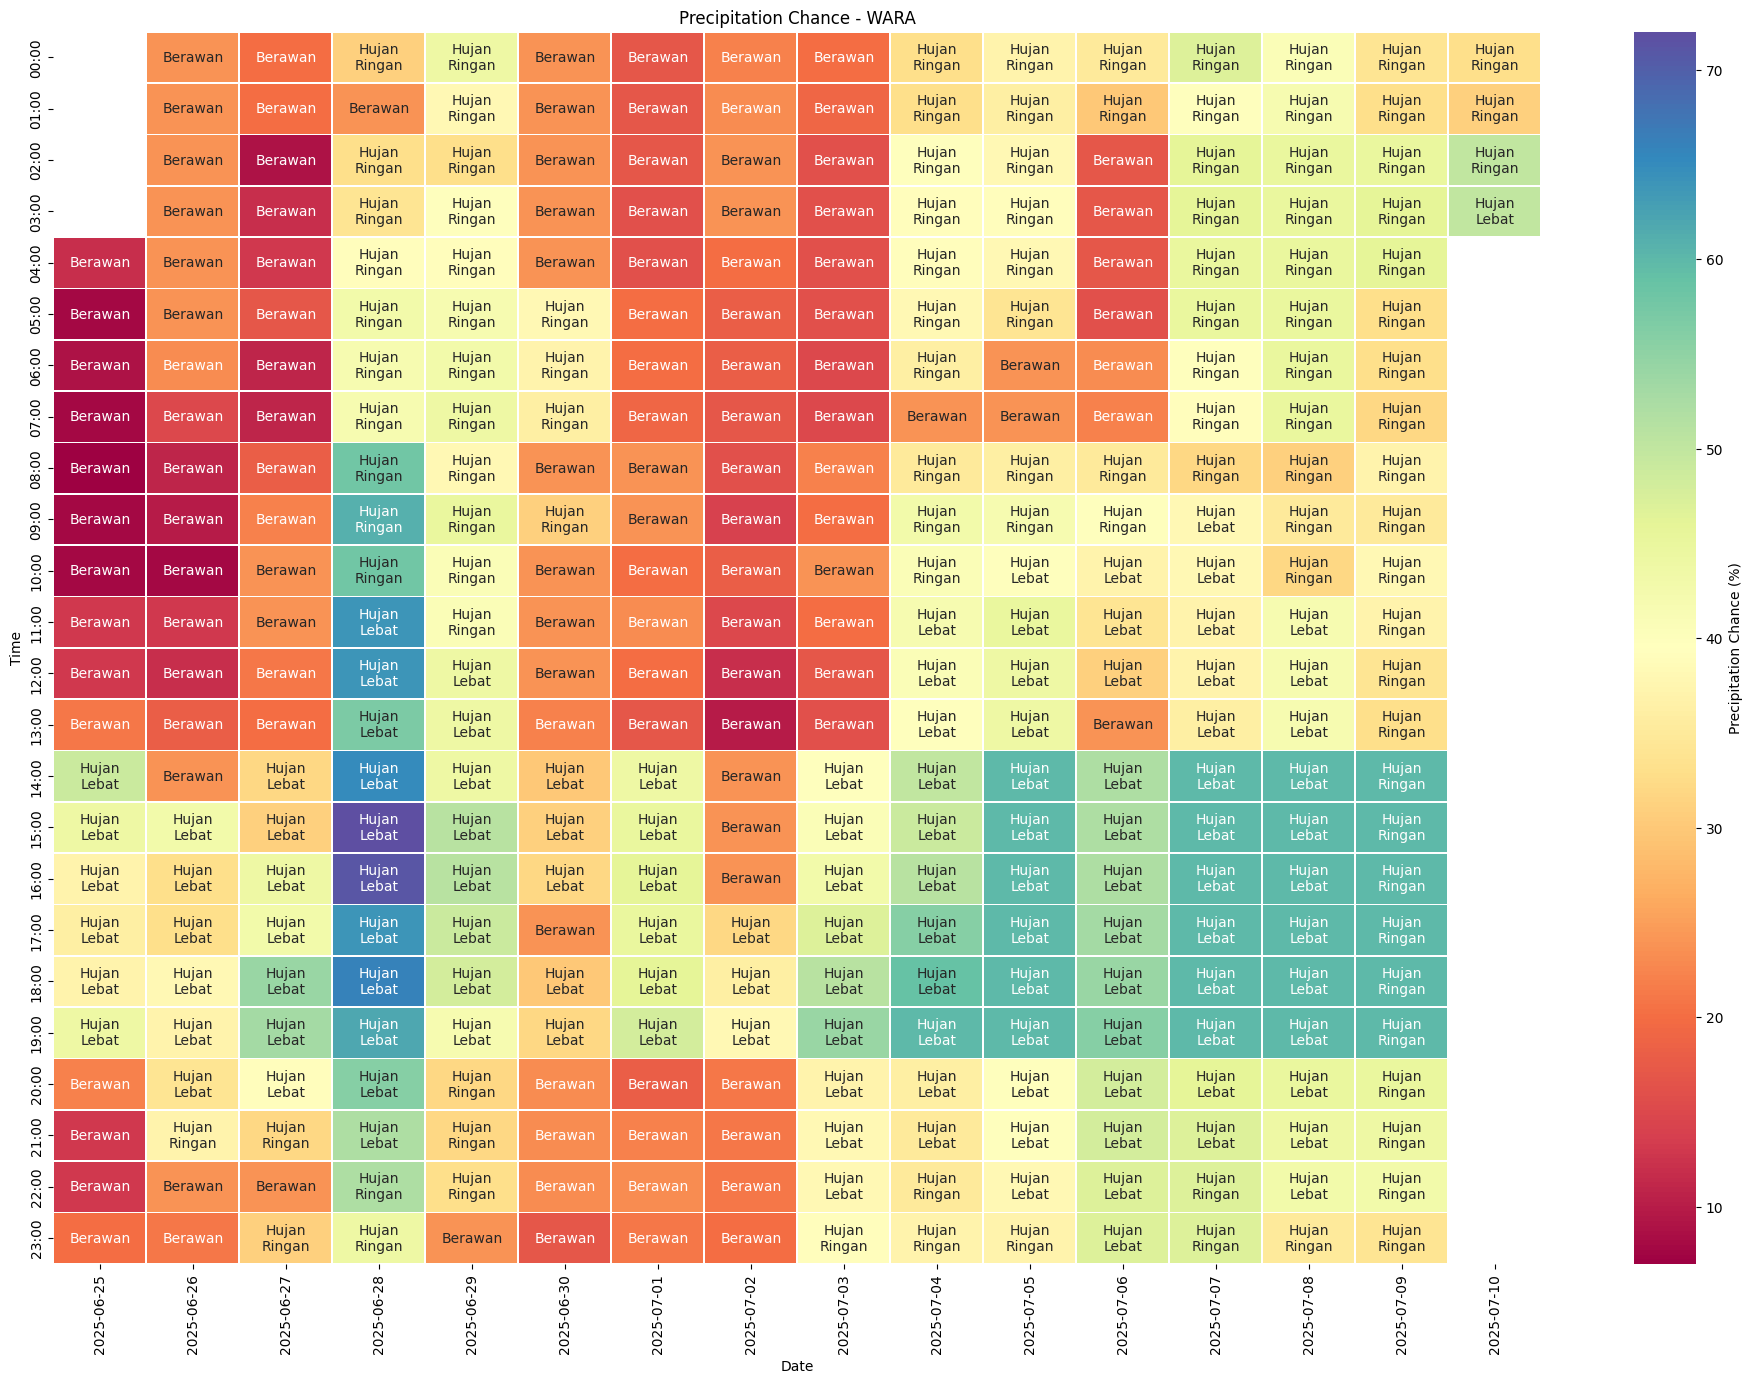 Precipitation Chance - WARA
00:00 Berawan Berawan Hujan Ringan Hujan Ringan Berawan Berawan Berawan Berawan Hujan Ringan Hujan Ringan Hujan Ringan Hujan Ringan Hujan Ringan Hujan Ringan Hujan Ringan
01:00 Berawan Berawan Berawan Hujan Ringan Berawan Berawan Berawan Berawan Hujan Ringan Hujan Ringan Hujan Ringan Hujan Ringan Hujan Ringan Hujan Ringan Hujan Ringan
02:00 Berawan Berawan Hujan Ringan Hujan Ringan Berawan Berawan Berawan Berawan Hujan Ringan Hujan Ringan Berawan Hujan Ringan Hujan Ringan Hujan Ringan Hujan Ringan
03:00 Berawan Berawan Hujan Ringan Hujan Ringan Berawan Berawan Berawan Berawan Hujan Ringan Hujan Ringan Berawan Hujan Ringan Hujan Ringan Hujan Ringan Hujan Lebat
04:00 Berawan Berawan Berawan Hujan Ringan Hujan Ringan Berawan Berawan Berawan Berawan Hujan Ringan Hujan Ringan Berawan Hujan Ringan Hujan Ringan Hujan Ringan
05:00 Berawan Berawan Berawan Hujan Ringan Hujan Ringan Hujan Ringan Berawan Berawan Berawan Hujan Ringan Hujan Ringan Berawan Hujan Ringan Hujan Ringan Hujan Ringan
06:00 Berawan Berawan Berawan Hujan Ringan Hujan Ringan Hujan Ringan Berawan Berawan Berawan Hujan Ringan Berawan Berawan Hujan Ringan Hujan Ringan Hujan Ringan
07:00 Berawan Berawan Berawan Hujan Ringan Hujan Ringan Hujan Ringan Berawan Berawan Berawan Berawan Berawan Berawan Hujan Ringan Hujan Ringan Hujan Ringan
08:00 Berawan Berawan Berawan Hujan Ringan Hujan Ringan Berawan Berawan Berawan Berawan Hujan Ringan Hujan Ringan Hujan Ringan Hujan Ringan Hujan Ringan Hujan Ringan
09:00 Berawan Berawan Berawan Hujan Ringan Hujan Ringan Hujan Ringan Berawan Berawan Berawan Hujan Ringan Hujan Ringan Hujan Ringan Hujan Lebat Hujan Ringan Hujan Ringan
10:00 Berawan Berawan Berawan Hujan Ringan Hujan Ringan Berawan Berawan Berawan Berawan Hujan Ringan Hujan Lebat Hujan Lebat Hujan Lebat Hujan Ringan Hujan Ringan
11:00 Berawan Berawan Berawan Hujan Lebat Hujan Ringan Berawan Berawan Berawan Berawan Hujan Lebat Hujan Lebat Hujan Lebat Hujan Lebat Hujan Lebat Hujan Ringan
12:00 Berawan Berawan Berawan Hujan Lebat Hujan Lebat Berawan Berawan Berawan Berawan Hujan Lebat Hujan Lebat Hujan Lebat Hujan Lebat Hujan Lebat Hujan Ringan
13:00 Berawan Berawan Berawan Hujan Lebat Hujan Lebat Berawan Berawan Berawan Berawan Hujan Lebat Hujan Lebat Berawan Hujan Lebat Hujan Lebat Hujan Ringan
14:00 Hujan Lebat Berawan Hujan Lebat Hujan Lebat Hujan Lebat Hujan Lebat Hujan Lebat Berawan Hujan Lebat Hujan Lebat Hujan Lebat Hujan Lebat Hujan Lebat Hujan Lebat Hujan Ringan
15:00 Hujan Lebat Hujan Lebat Hujan Lebat Hujan Lebat Hujan Lebat Hujan Lebat Hujan Lebat Berawan Hujan Lebat Hujan Lebat Hujan Lebat Hujan Lebat Hujan Lebat Hujan Lebat Hujan Ringan
16:00 Hujan Lebat Hujan Lebat Hujan Lebat Hujan Lebat Hujan Lebat Hujan Lebat Hujan Lebat Berawan Hujan Lebat Hujan Lebat Hujan Lebat Hujan Lebat Hujan Lebat Hujan Lebat Hujan Ringan
17:00 Hujan Lebat Hujan Lebat Hujan Lebat Hujan Lebat Hujan Lebat Berawan Hujan Lebat Hujan Lebat Hujan Lebat Hujan Lebat Hujan Lebat Hujan Lebat Hujan Lebat Hujan Lebat Hujan Ringan
18:00 Hujan Lebat Hujan Lebat Hujan Lebat Hujan Lebat Hujan Lebat Hujan Lebat Hujan Lebat Hujan Lebat Hujan Lebat Hujan Lebat Hujan Lebat Hujan Lebat Hujan Lebat Hujan Lebat Hujan Ringan
19:00 Hujan Lebat Hujan Lebat Hujan Lebat Hujan Lebat Hujan Lebat Hujan Lebat Hujan Lebat Hujan Lebat Hujan Lebat Hujan Lebat Hujan Lebat Hujan Lebat Hujan Lebat Hujan Lebat Hujan Ringan
20:00 Berawan Hujan Lebat Hujan Lebat Hujan Lebat Hujan Ringan Berawan Berawan Berawan Hujan Lebat Hujan Lebat Hujan Lebat Hujan Lebat Hujan Lebat Hujan Lebat Hujan Ringan
21:00 Berawan Hujan Ringan Hujan Ringan Hujan Lebat Hujan Ringan Berawan Berawan Berawan Hujan Lebat Hujan Lebat Hujan Lebat Hujan Lebat Hujan Lebat Hujan Lebat Hujan Ringan
22:00 Berawan Berawan Berawan Hujan Ringan Hujan Ringan Berawan Berawan Berawan Hujan Lebat Hujan Ringan Hujan Lebat Hujan Lebat Hujan Ringan Hujan Lebat Hujan Ringan
23:00 Berawan Berawan Hujan Ringan Hujan Ringan Berawan Berawan Berawan Berawan Hujan Ringan Hujan Ringan Hujan Ringan Hujan Lebat Hujan Ringan Hujan Ringan Hujan Ringan
Time
2025-06-25
2025-06-26
2025-06-27
2025-06-28
2025-06-29
2025-06-30
2025-07-01
2025-07-02
2025-07-03
2025-07-04
2025-07-05
2025-07-06
2025-07-07
2025-07-08
2025-07-09
2025-07-10
Date
70
60
50
40
30
20
10
Precipitation Chance (%)